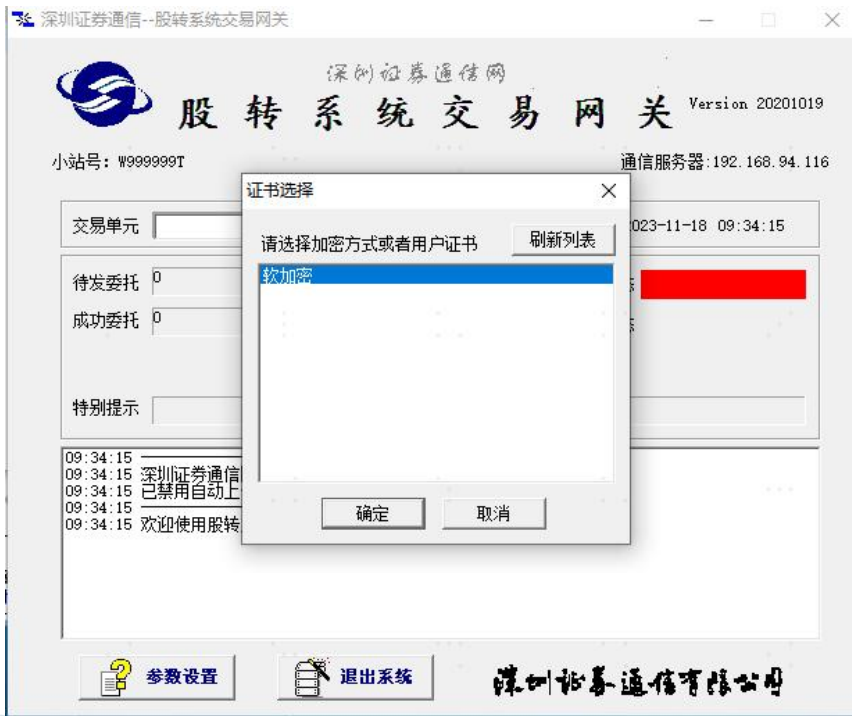 深圳证券通信--股转系统交易网关
深圳证券通信网
股转系统交易网关 Version 20201019
小站号: W999999T
通信服务器:192.168.94.116
证书选择
交易单元
023-11-18 09:34:15
请选择加密方式或者用户证书
刷新列表
软加密
待发委托 0
成功委托 0
特别提示
09:34:15
09:34:15 深圳证券通信
09:34:15 已禁用自动上
09:34:15
09:34:15 欢迎使用股转
确定
取消
参数设置
退出系统
深圳证券通信有限公司